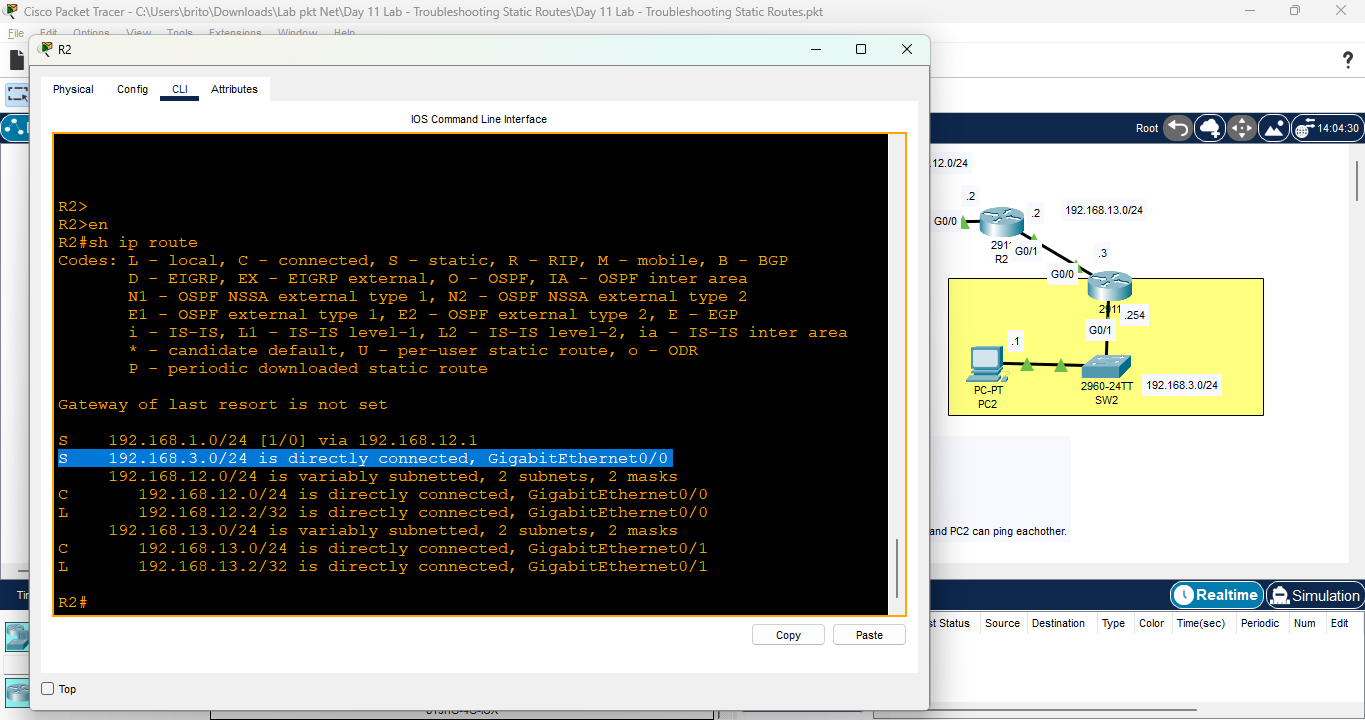 Cisco Packet Tracer - C:\Users\brito\Downloads\Lab pkt Net\Day 11 Lab - Troubleshooting Static Routes\Day 11 Lab - Troubleshooting Static Routes.pkt
File Edit Options View Tools Extensions Window Help
R2
Physical Config CLI Attributes
IOS Command Line Interface
R2>
R2>en
R2#sh ip route
Codes: L - local, C - connected, S - static, R - RIP, M - mobile, B - BGP
D - EIGRP, EX - EIGRP external, O - OSPF, IA - OSPF inter area
N1 - OSPF NSSA external type 1, N2 - OSPF NSSA external type 2
E1 - OSPF external type 1, E2 - OSPF external type 2, E - EGP
i - IS-IS, L1 - IS-IS level-1, L2 - IS-IS level-2, ia - IS-IS inter area
* - candidate default, U - per-user static route, o - ODR
P - periodic downloaded static route
Gateway of last resort is not set
S 192.168.1.0/24 [1/0] via 192.168.12.1
S 192.168.3.0/24 is directly connected, GigabitEthernet0/0
192.168.12.0/24 is variably subnetted, 2 subnets, 2 masks
C 192.168.12.0/24 is directly connected, GigabitEthernet0/0
L 192.168.12.2/32 is directly connected, GigabitEthernet0/0
192.168.13.0/24 is variably subnetted, 2 subnets, 2 masks
C 192.168.13.0/24 is directly connected, GigabitEthernet0/1
L 192.168.13.2/32 is directly connected, GigabitEthernet0/1
R2#
Copy Paste
Top
?
Root 14:04:30
.12.0/24
.2
.2 192.168.13.0/24
G0/0
R2 G0/1
.3
G0/0
2911
.254
G0/1
.1
PC-PT
PC2
2960-24TT
SW2
192.168.3.0/24
and PC2 can ping eachother.
Realtime Simulation
Status Source Destination Type Color Time(sec) Periodic Num Edit